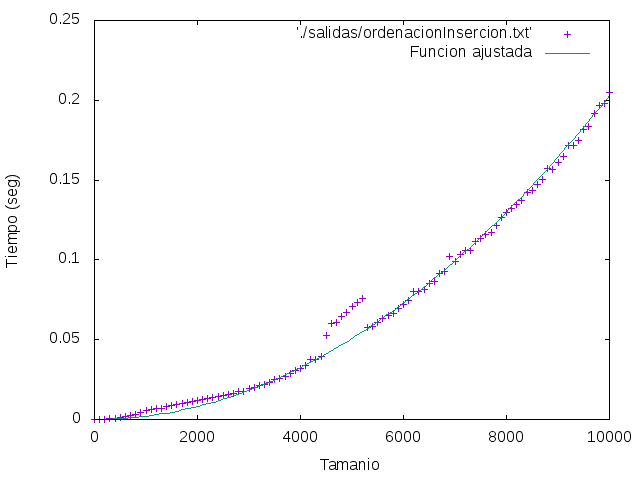 0.25
0.2
0.15
0.1
0.05
0
Tiempo (seg)
'./salidas/ordenacionInsercion.txt'
Funcion ajustada
0 2000 4000 6000 8000 10000
Tamanio